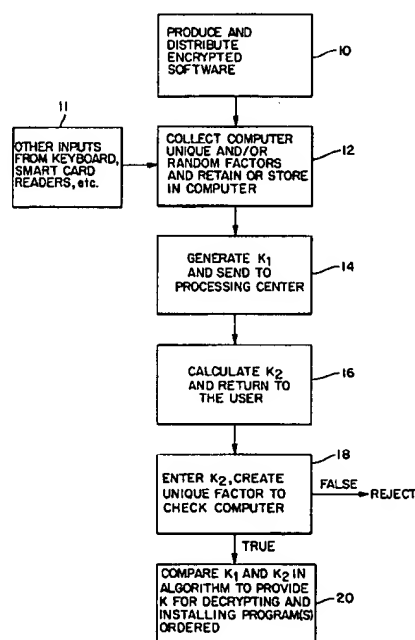 PRODUCE AND
DISTRIBUTE
ENCRYPTED
SOFTWARE
10
11
OTHER INPUTS
FROM KEYBOARD,
SMART CARD
READERS, etc.
COLLECT COMPUTER
UNIQUE AND/OR
RANDOM FACTORS
AND RETAIN OR STORE
IN COMPUTER
12
GENERATE K1
AND SEND TO
PROCESSING CENTER
14
CALCULATE K2
AND RETURN TO
THE USER
16
18
ENTER K2, CREATE
UNIQUE FACTOR TO
CHECK COMPUTER
FALSE
REJECT
TRUE
COMPARE K1 AND K2 IN
ALGORITHM TO PROVIDE
K FOR DECRYPTING AND
INSTALLING PROGRAM(S)
ORDERED
20